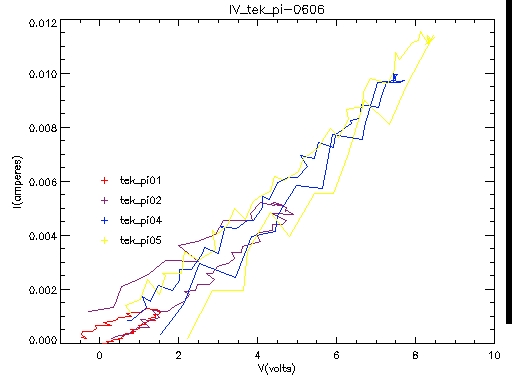 IV_tek_pi-0606
0.012
0.010
0.008
0.006
0.004
0.002
0.000
I(amperes)
tek_pi01
tek_pi02
tek_pi04
tek_pi05
0 2 4 6 8 10
V(volts)